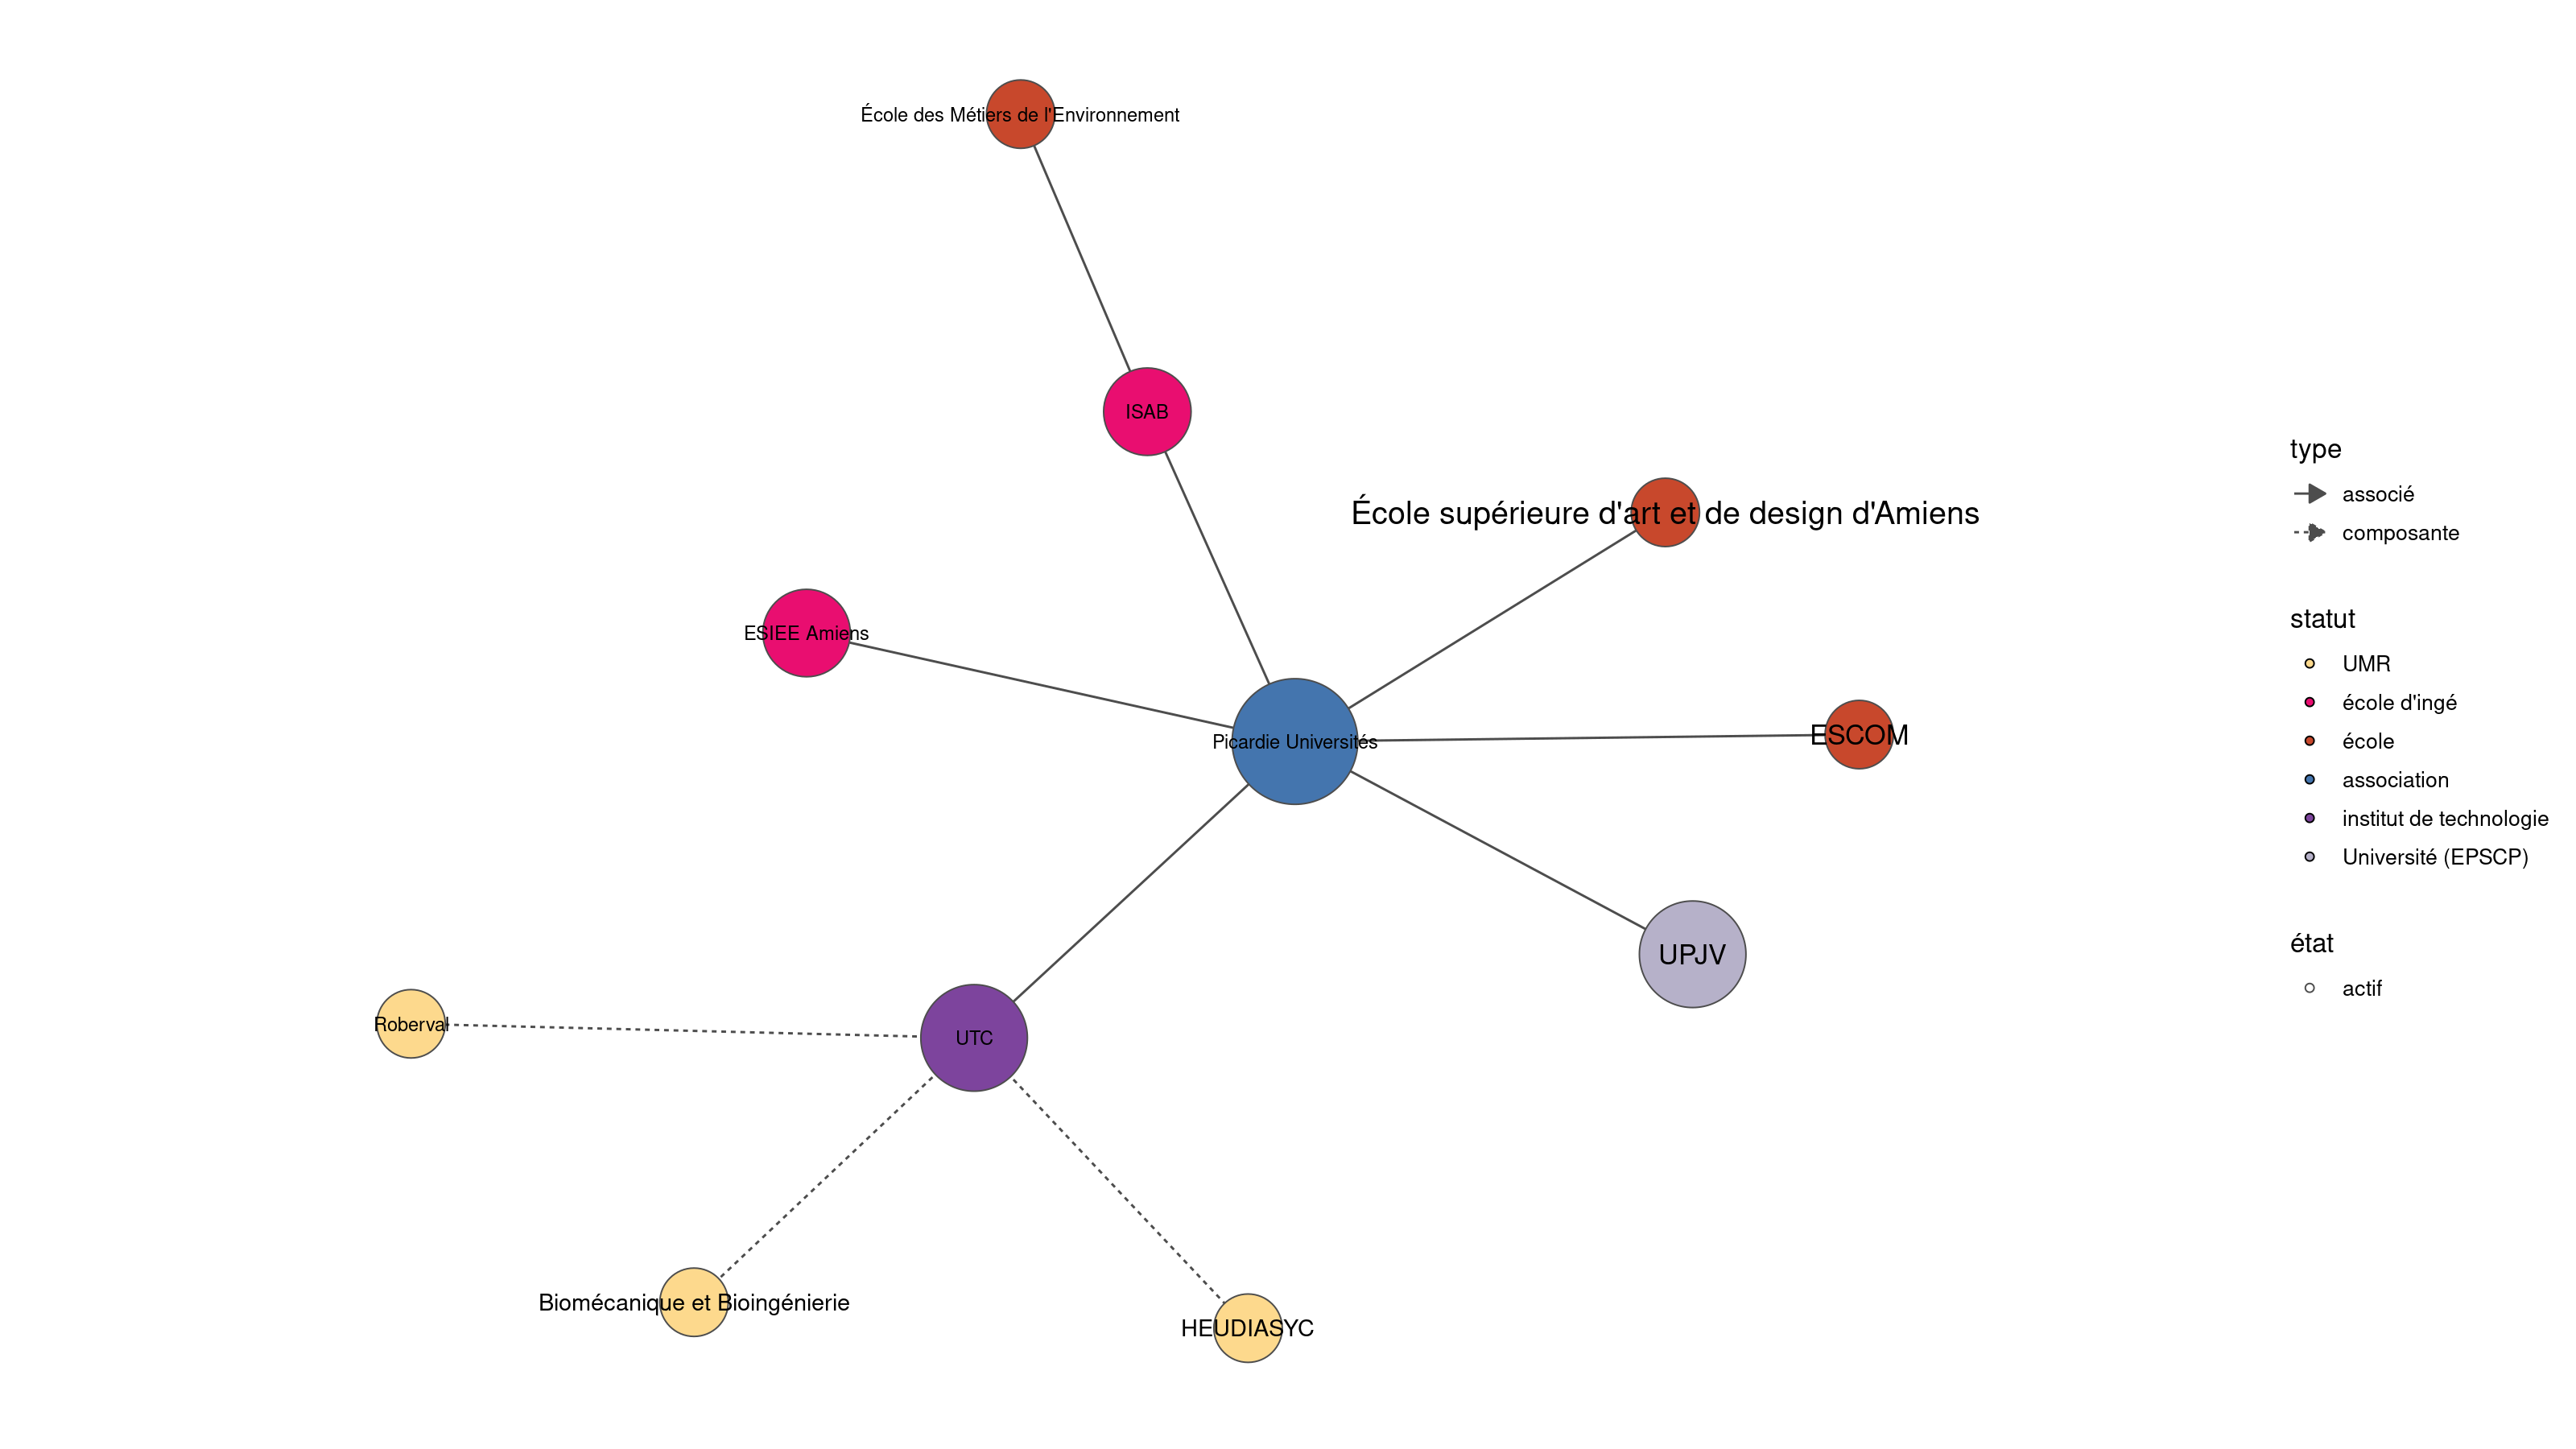 École des Métiers de l'Environnement
ISAB
École supérieure d'art et de design d'Amiens
ESIEE Amiens
Picardie Universités
ESCOM
UPJV
Roberval
UTC
Biomécanique et Bioingénierie
HEUDIASYC
type
associé
composante
statut
UMR
école d'ingé
école
association
institut de technologie
Université (EPSCP)
état
actif